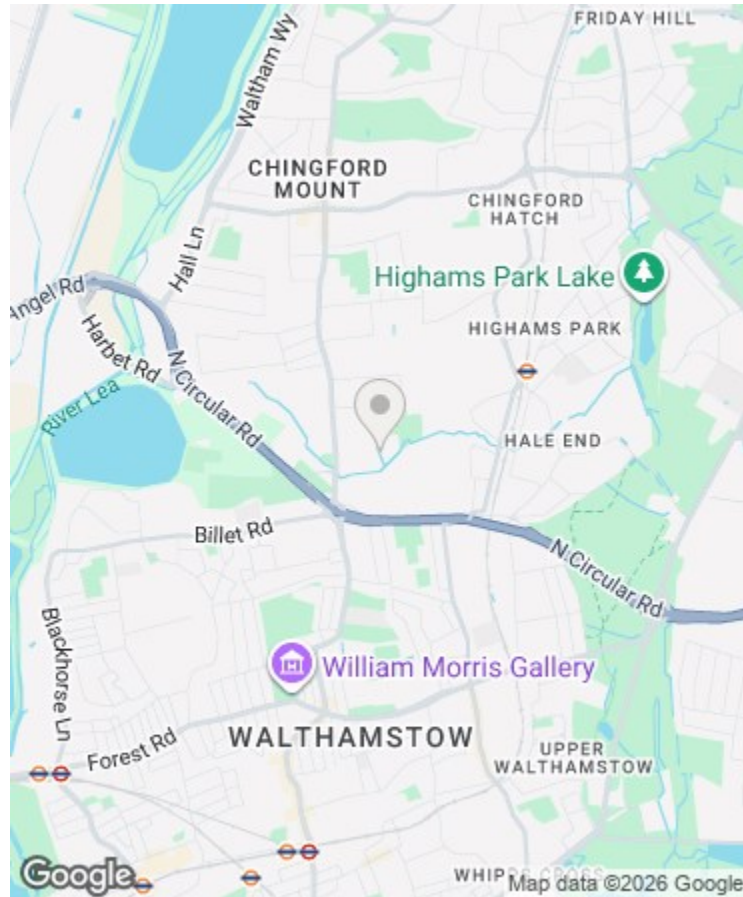 FRIDAY HILL
Waltham Wy
CHINGFORD
MOUNT
CHINGFORD
HATCH
Hall Ln
Highams Park Lake
Angel Rd
Harbet Rd
HIGHAMS PARK
N Circular Rd
River Lea
HALE END
Billet Rd
N Circular Rd
Blackhorse Ln
William Morris Gallery
Forest Rd
WALTHAMSTOW
UPPER
WALTHAMSTOW
WHIPPS CROSS
Google
Map data ©2026 Google